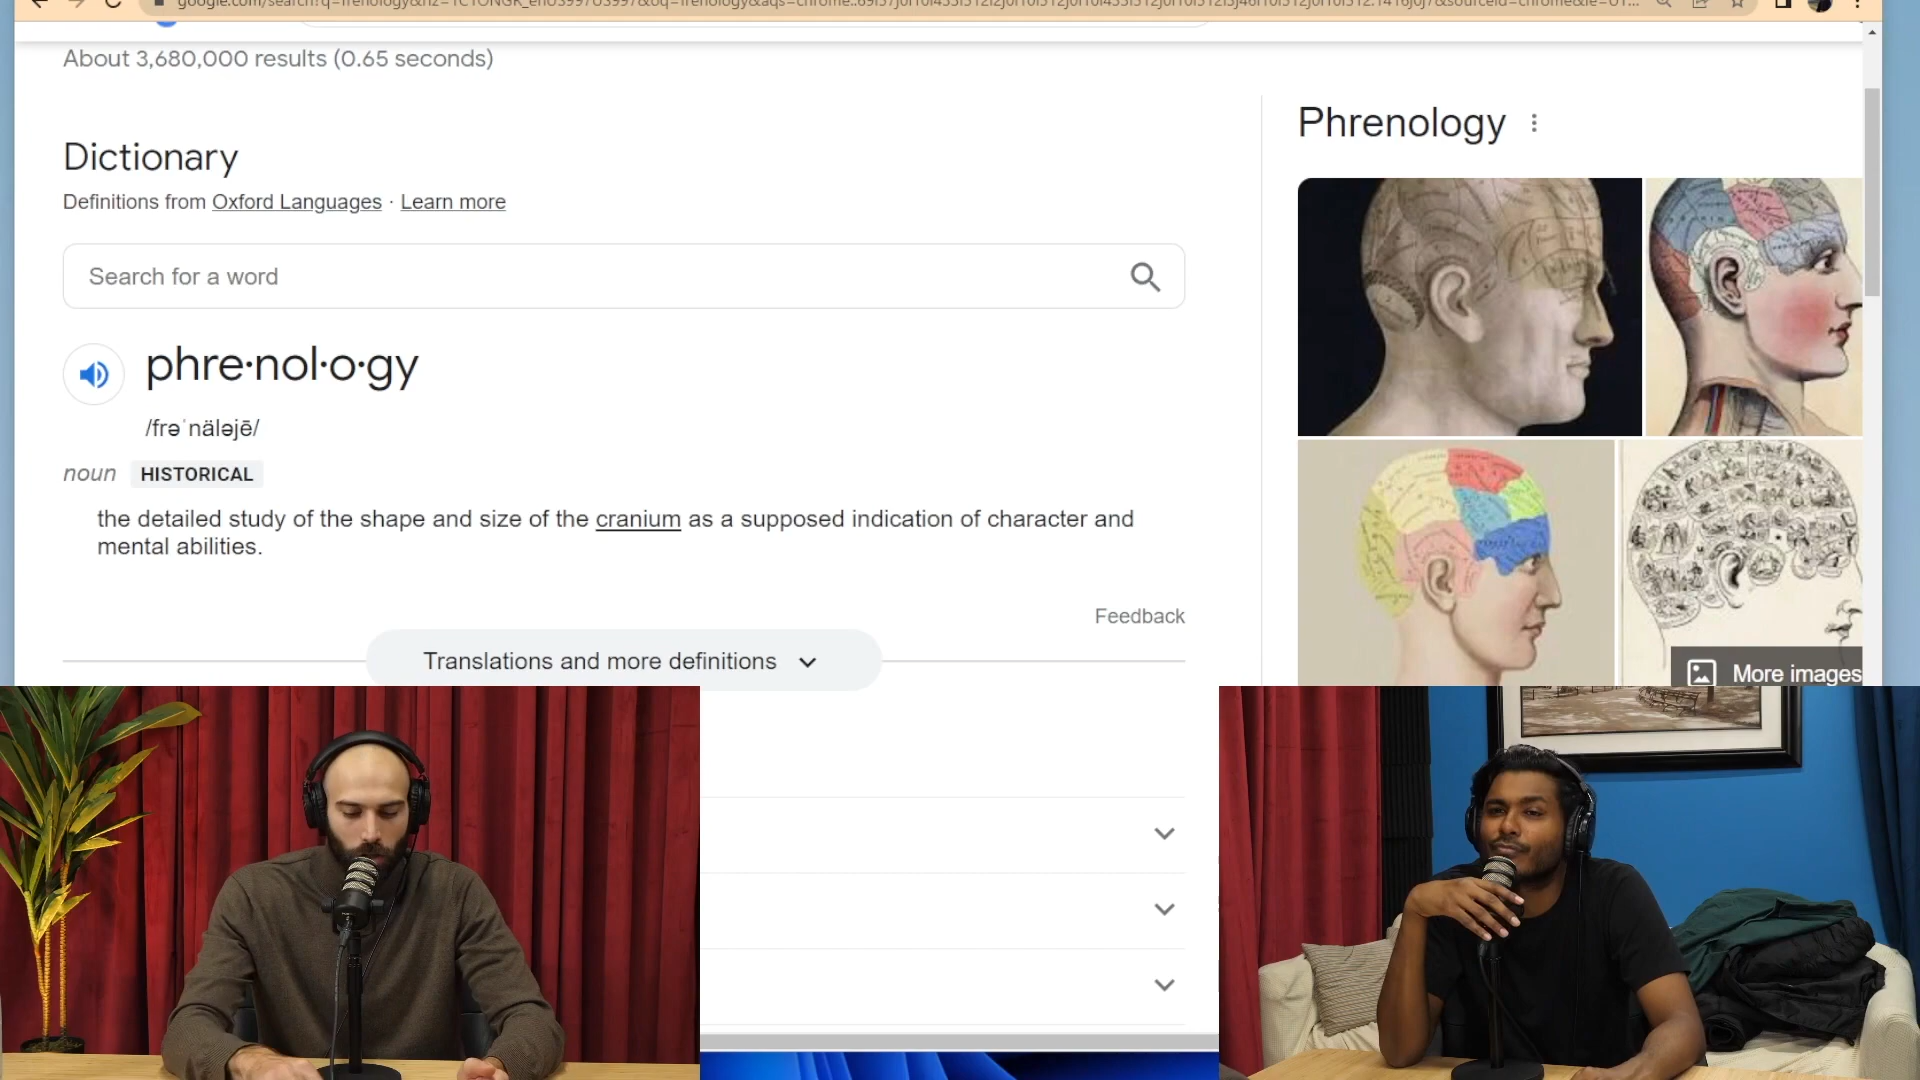 About 3,680,000 results (0.65 seconds)
Dictionary
Definitions from Oxford Languages · Learn more
Search for a word
phre·nol·o·gy
/frəˈnäləjē/
noun HISTORICAL
the detailed study of the shape and size of the cranium as a supposed indication of character and
mental abilities.
Feedback
Translations and more definitions
Phrenology
More images